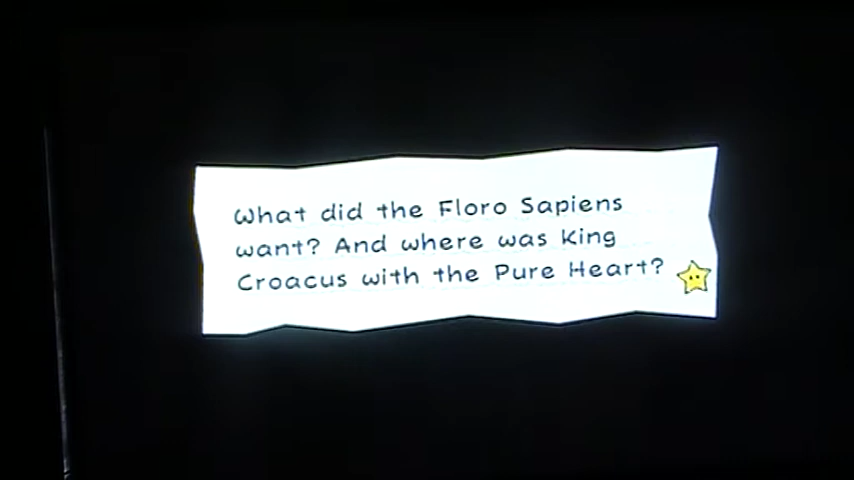 What did the Floro Sapiens
want? And where was King
Croacus with the Pure Heart?